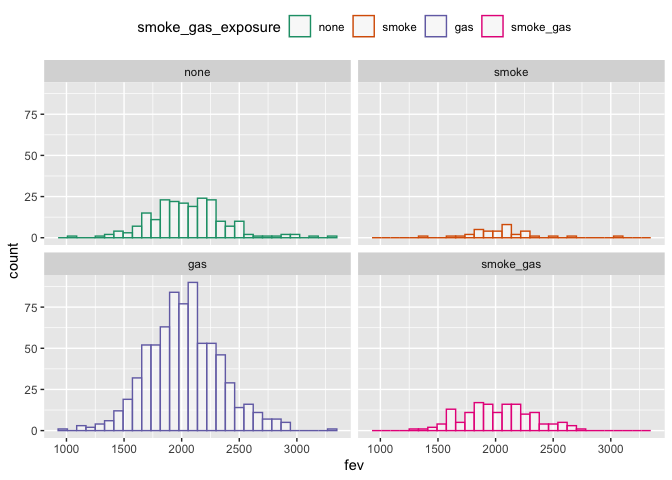 smoke_gas_exposure none smoke gas smoke_gas
none smoke
75
50
25
0
gas smoke_gas
75
50
25
0
count
1000 1500 2000 2500 3000 1000 1500 2000 2500 3000
fev